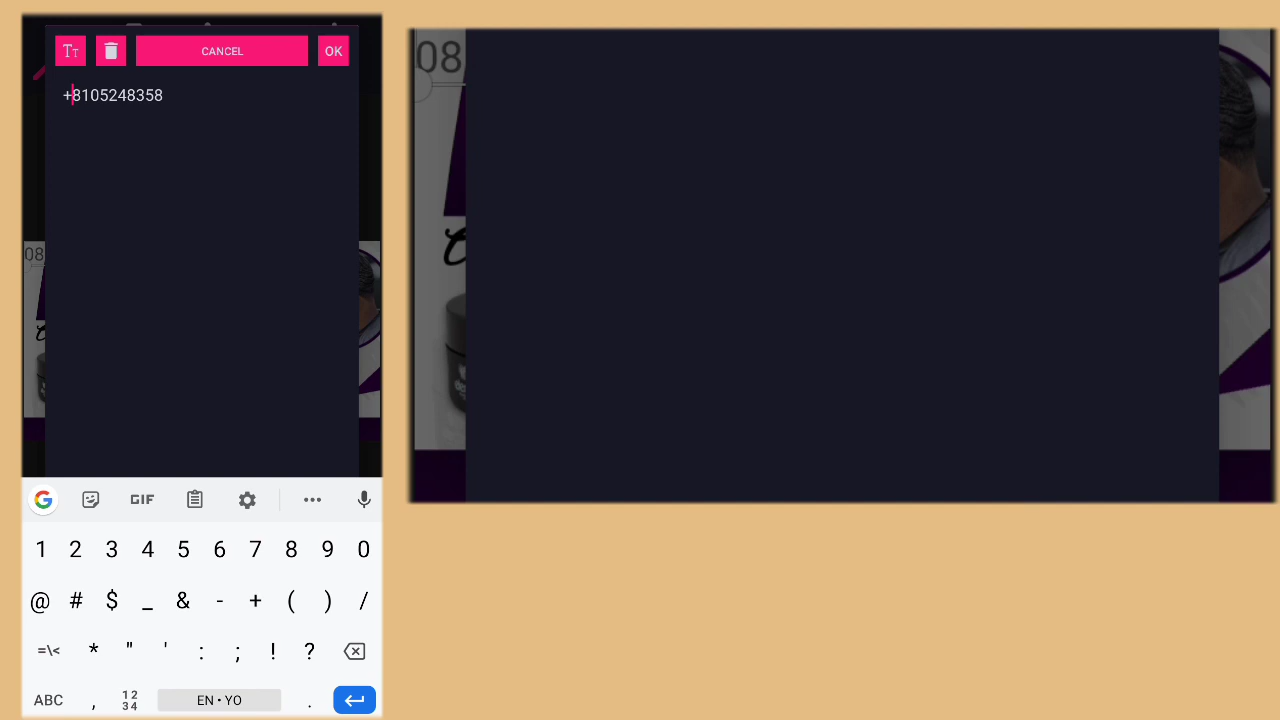 CANCEL
OK
+8105248358
08
08
GIF
1 2 3 4 5 6 7 8 9 0
@ # $ _ & - + ( ) /
=\< * " ' : ; ! ?
ABC , 12 34 EN • YO .